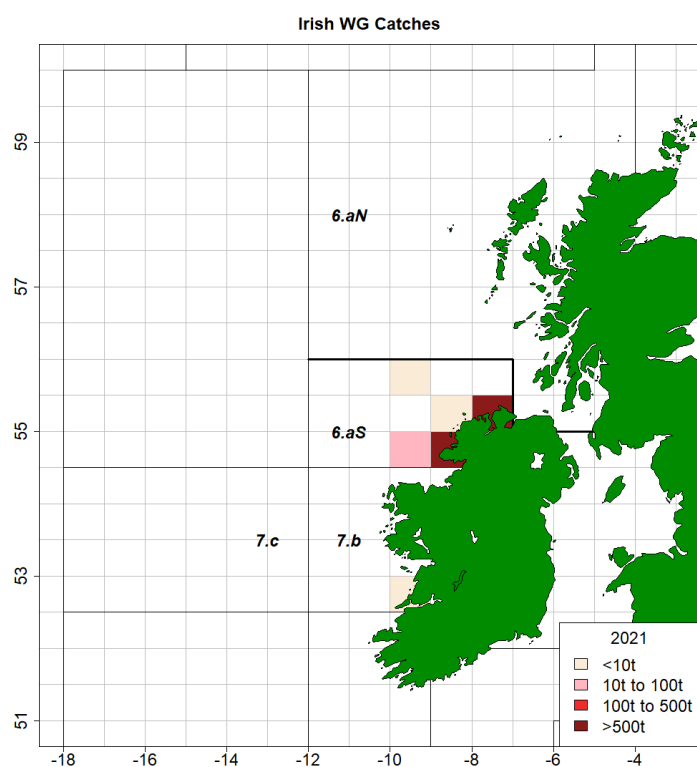 Irish WG Catches
59
57
55
53
51
6.aN
6.aS
7.c
7.b
2021
<10t
10t to 100t
100t to 500t
>500t
-18
-16
-14
-12
-10
-8
-6
-4